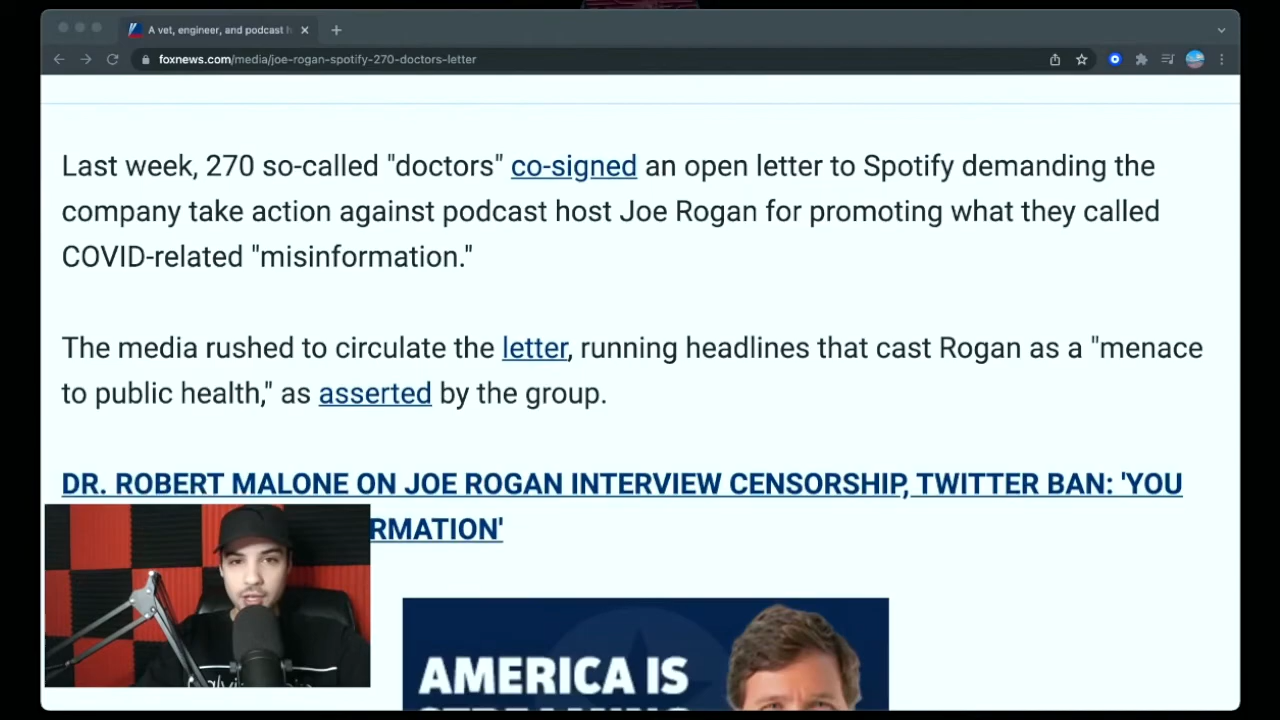 A vet, engineer, and podcast h
foxnews.com/media/joe-rogan-spotify-270-doctors-letter
Last week, 270 so-called "doctors" co-signed an open letter to Spotify demanding the
company take action against podcast host Joe Rogan for promoting what they called
COVID-related "misinformation."
The media rushed to circulate the letter, running headlines that cast Rogan as a "menace
to public health," as asserted by the group.
DR. ROBERT MALONE ON JOE ROGAN INTERVIEW CENSORSHIP, TWITTER BAN: 'YOU
RMATION'
AMERICA IS